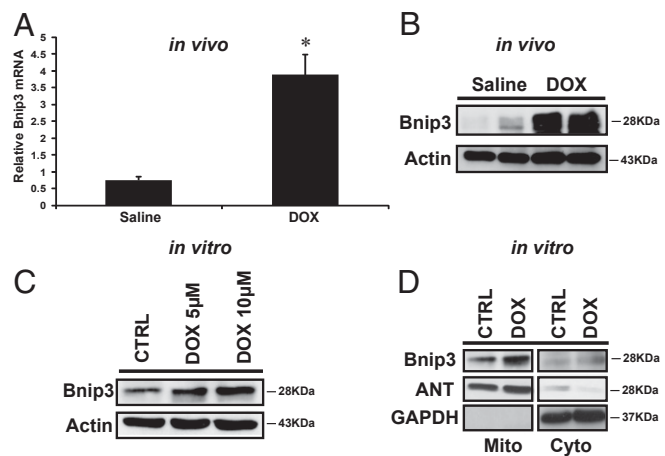 A
in vivo
Relative Bnip3 mRNA
5
4.5
4
3.5
3
2.5
2
1.5
1
0.5
0
*
Saline
DOX
B
in vivo
Saline DOX
Bnip3
28KDa
Actin
43KDa
C
in vitro
CTRL
DOX 5µM
DOX 10µM
Bnip3
28KDa
Actin
43KDa
D
in vitro
CTRL
DOX
CTRL
DOX
Bnip3
28KDa
ANT
28KDa
GAPDH
37KDa
Mito Cyto